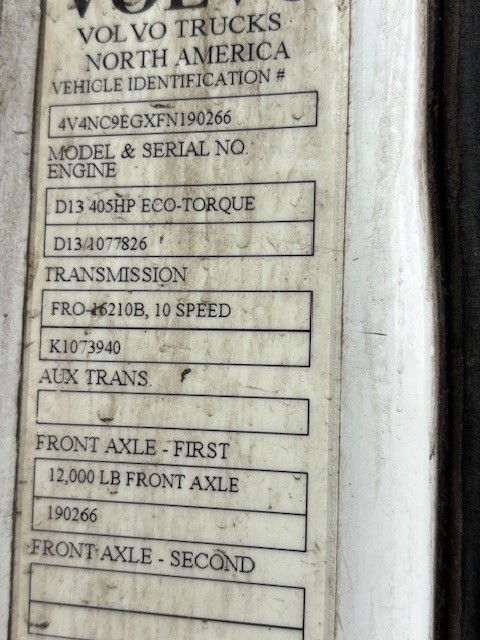 VOLVO
VOLVO TRUCKS
NORTH AMERICA
VEHICLE IDENTIFICATION #
4V4NC9EGXFN190266
MODEL & SERIAL NO.
ENGINE
D13 405HP ECO-TORQUE
D13/1077826
TRANSMISSION
FRO-16210B, 10 SPEED
K1073940
AUX TRANS.
FRONT AXLE - FIRST
12,000 LB FRONT AXLE
190266
FRONT AXLE - SECOND